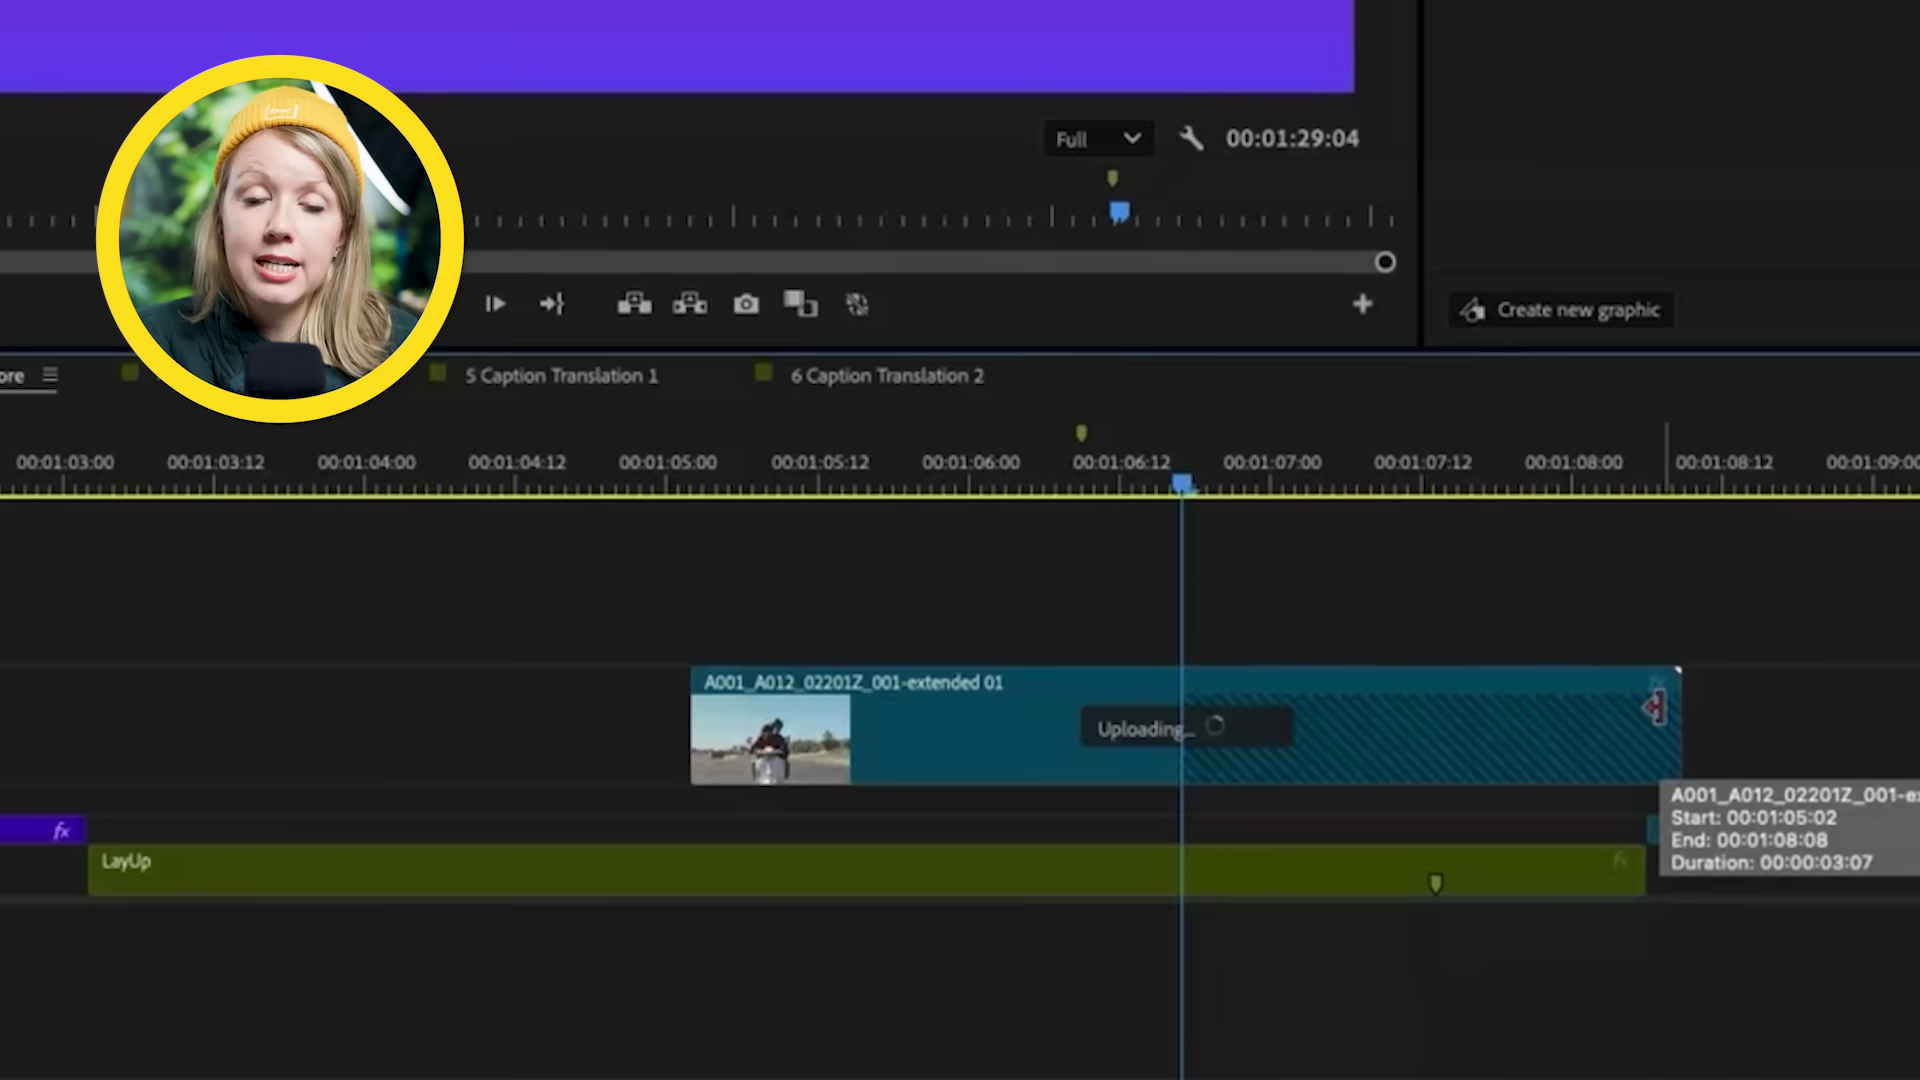 Full
00:01:29:04
Create new graphic
ore
5 Caption Translation 1
6 Caption Translation 2
00:01:03:00 00:01:03:12 00:01:04:00 00:01:04:12 00:01:05:00 00:01:05:12 00:01:06:00 00:01:06:12 00:01:07:00 00:01:07:12 00:01:08:00 00:01:08:12 00:01:09:00
A001_A012_02201Z_001-extended 01
fx
Uploading...
A001_A012_02201Z_001-ex
Start: 00:01:05:02
End: 00:01:08:08
Duration: 00:00:03:07
fx
LayUp
fx